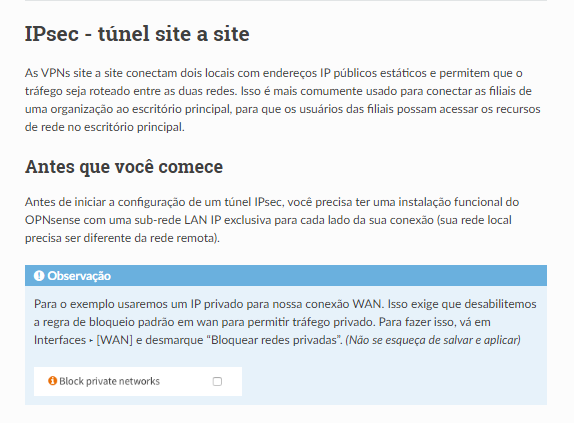 IPsec - túnel site a site
As VPNs site a site conectam dois locais com endereços IP públicos estáticos e permitem que o
tráfego seja roteado entre as duas redes. Isso é mais comumente usado para conectar as filiais de
uma organização ao escritório principal, para que os usuários das filiais possam acessar os recursos
de rede no escritório principal.
Antes que você comece
Antes de iniciar a configuração de um túnel IPsec, você precisa ter uma instalação funcional do
OPNsense com uma sub-rede LAN IP exclusiva para cada lado da sua conexão (sua rede local
precisa ser diferente da rede remota).
Observação
Para o exemplo usaremos um IP privado para nossa conexão WAN. Isso exige que desabilitemos
a regra de bloqueio padrão em wan para permitir tráfego privado. Para fazer isso, vá em
Interfaces ‣ [WAN] e desmarque “Bloquear redes privadas”. (Não se esqueça de salvar e aplicar)
Block private networks